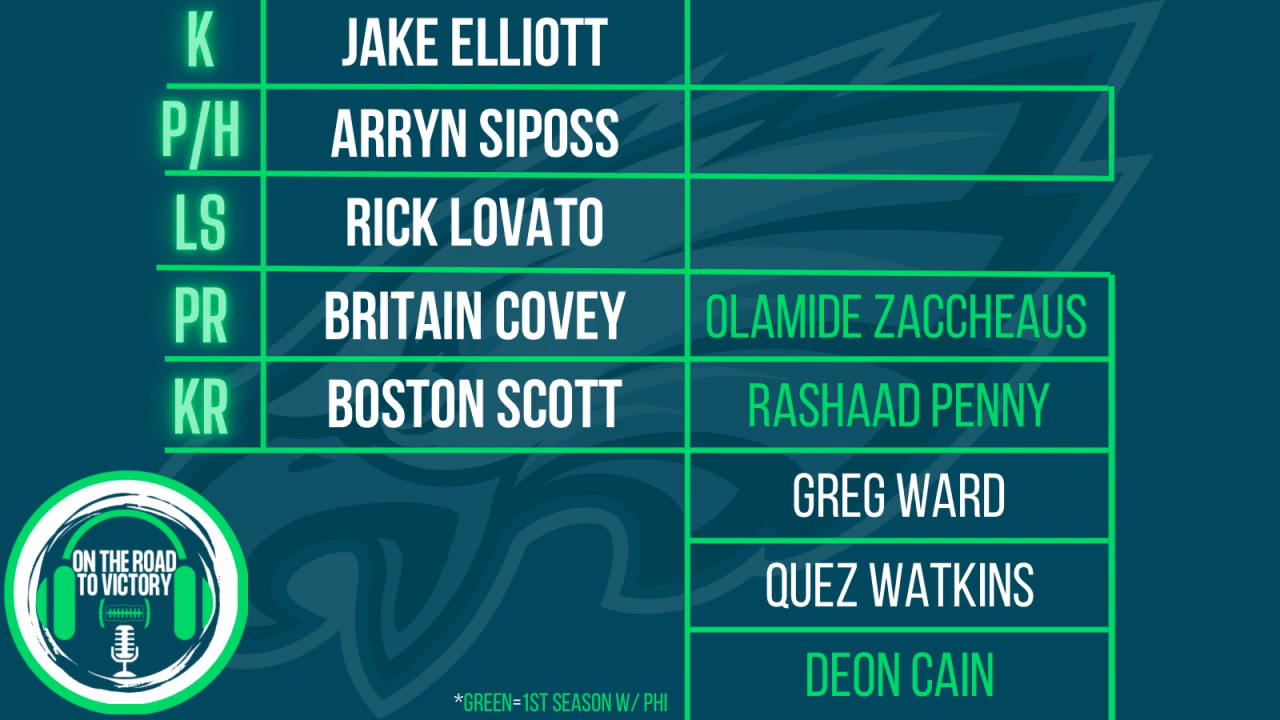 K JAKE ELLIOTT
P/H ARRYN SIPOSS
LS RICK LOVATO
PR BRITAIN COVEY OLAMIDE ZACCHEAUS
KR BOSTON SCOTT RASHAAD PENNY
GREG WARD
QUEZ WATKINS
DEON CAIN
ON THE ROAD
TO VICTORY
*GREEN=1ST SEASON W/ PHI